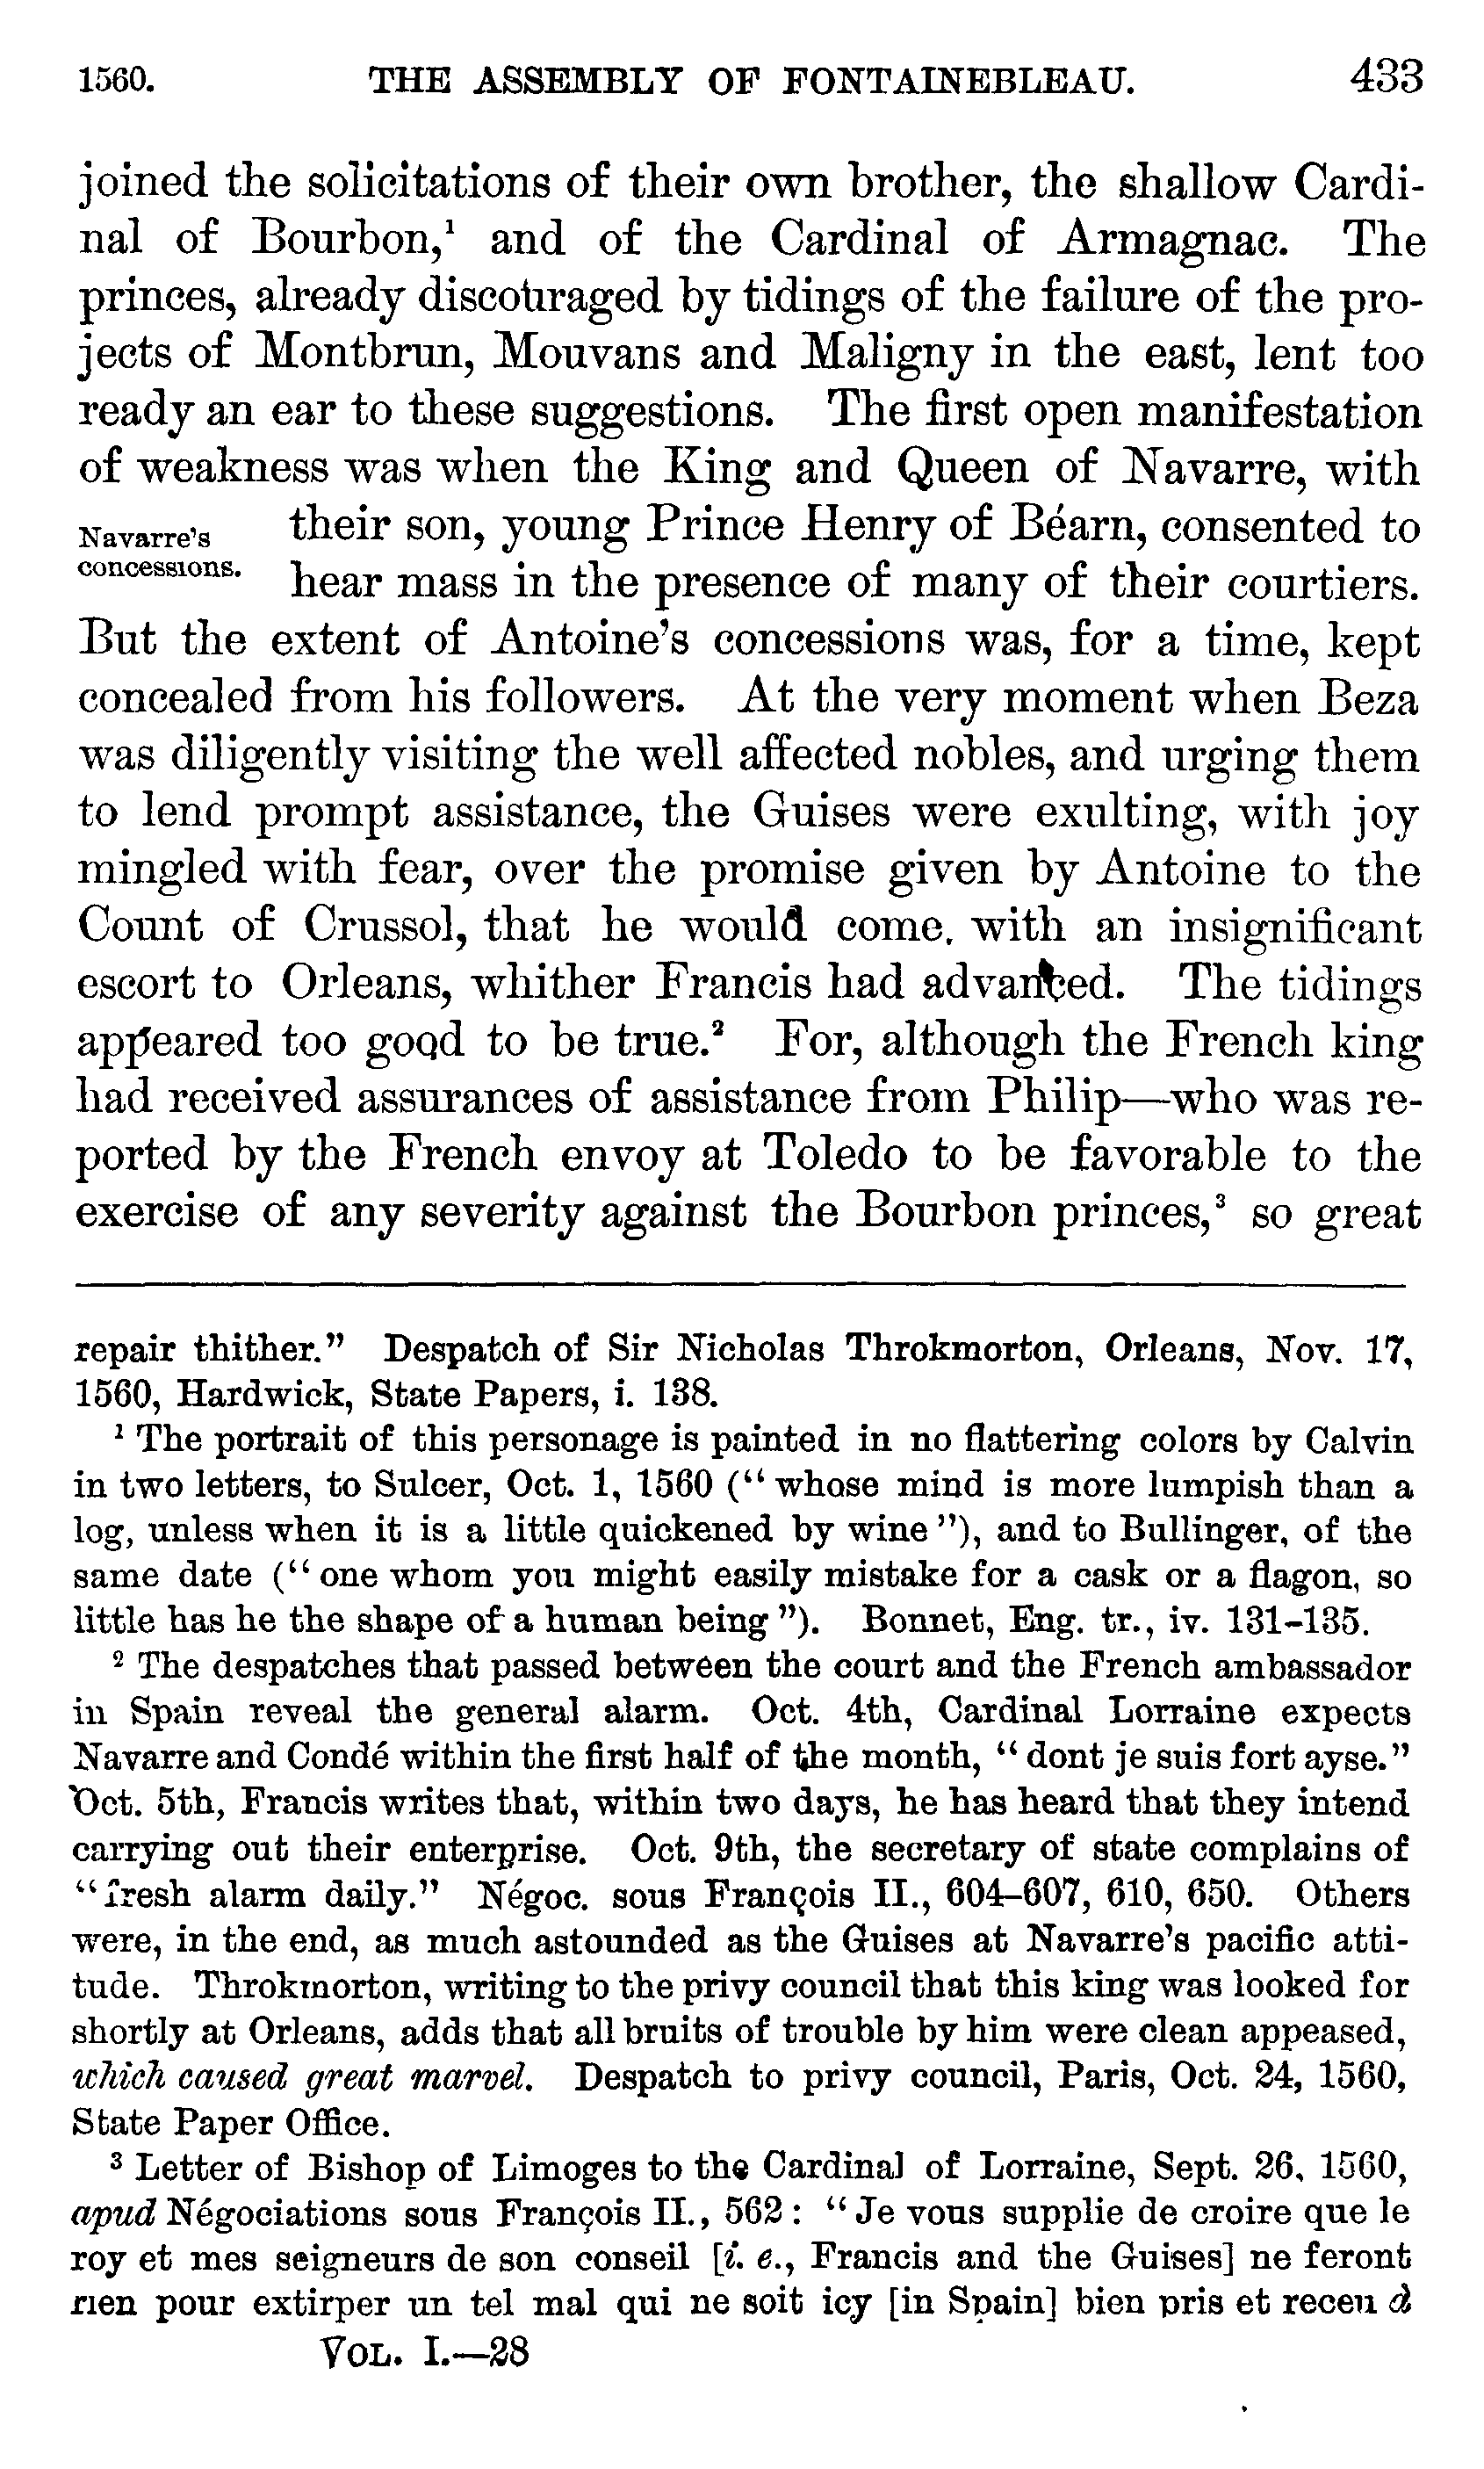 1560. THE ASSEMBLY OF FONTAINEBLEAU. 433
joined the solicitations of their own brother, the shallow Cardi-
nal of Bourbon,¹ and of the Cardinal of Armagnac. The
princes, already discouraged by tidings of the failure of the pro-
jects of Montbrun, Mouvans and Maligny in the east, lent too
ready an ear to these suggestions. The first open manifestation
of weakness was when the King and Queen of Navarre, with
Navarre's
concessions.
their son, young Prince Henry of Béarn, consented to
hear mass in the presence of many of their courtiers.
But the extent of Antoine's concessions was, for a time, kept
concealed from his followers. At the very moment when Beza
was diligently visiting the well affected nobles, and urging them
to lend prompt assistance, the Guises were exulting, with joy
mingled with fear, over the promise given by Antoine to the
Count of Crussol, that he would come, with an insignificant
escort to Orleans, whither Francis had advanced. The tidings
appeared too good to be true.² For, although the French king
had received assurances of assistance from Philip—who was re-
ported by the French envoy at Toledo to be favorable to the
exercise of any severity against the Bourbon princes,³ so great
repair thither.” Despatch of Sir Nicholas Throkmorton, Orleans, Nov. 17,
1560, Hardwick, State Papers, i. 138.
¹ The portrait of this personage is painted in no flattering colors by Calvin
in two letters, to Sulcer, Oct. 1, 1560 (“ whose mind is more lumpish than a
log, unless when it is a little quickened by wine ”), and to Bullinger, of the
same date (“ one whom you might easily mistake for a cask or a flagon, so
little has he the shape of a human being ”). Bonnet, Eng. tr., iv. 131–135.
² The despatches that passed between the court and the French ambassador
in Spain reveal the general alarm. Oct. 4th, Cardinal Lorraine expects
Navarre and Condé within the first half of the month, “ dont je suis fort ayse.”
Oct. 5th, Francis writes that, within two days, he has heard that they intend
carrying out their enterprise. Oct. 9th, the secretary of state complains of
“fresh alarm daily.” Négoc. sous François II., 604–607, 610, 650. Others
were, in the end, as much astounded as the Guises at Navarre's pacific atti-
tude. Throkmorton, writing to the privy council that this king was looked for
shortly at Orleans, adds that all bruits of trouble by him were clean appeased,
which caused great marvel. Despatch to privy council, Paris, Oct. 24, 1560,
State Paper Office.
³ Letter of Bishop of Limoges to the Cardinal of Lorraine, Sept. 26, 1560,
apud Négociations sous François II., 562 : “ Je vous supplie de croire que le
roy et mes seigneurs de son conseil [i. e., Francis and the Guises] ne feront
rien pour extirper un tel mal qui ne soit icy [in Spain] bien pris et receu à
VOL. I.—28